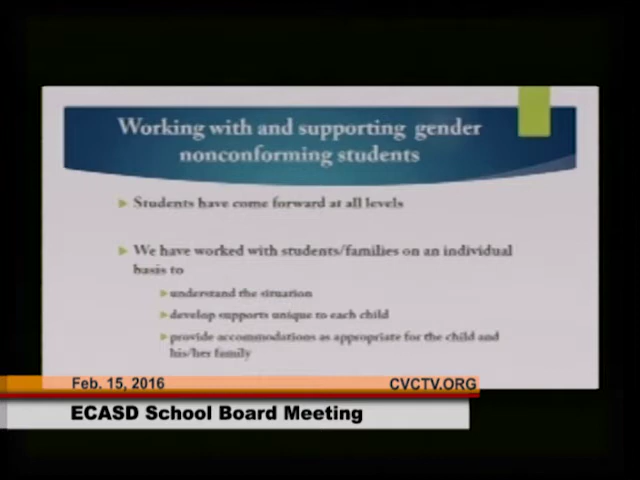 Working with and supporting gender
nonconforming students
Students have come forward at all levels
We have worked with students/families on an individual
basis to
understand the situation
develop supports unique to each child
provide accommodations as appropriate for the child and
his/her family
Feb. 15, 2016
CVCTV.ORG
ECASD School Board Meeting